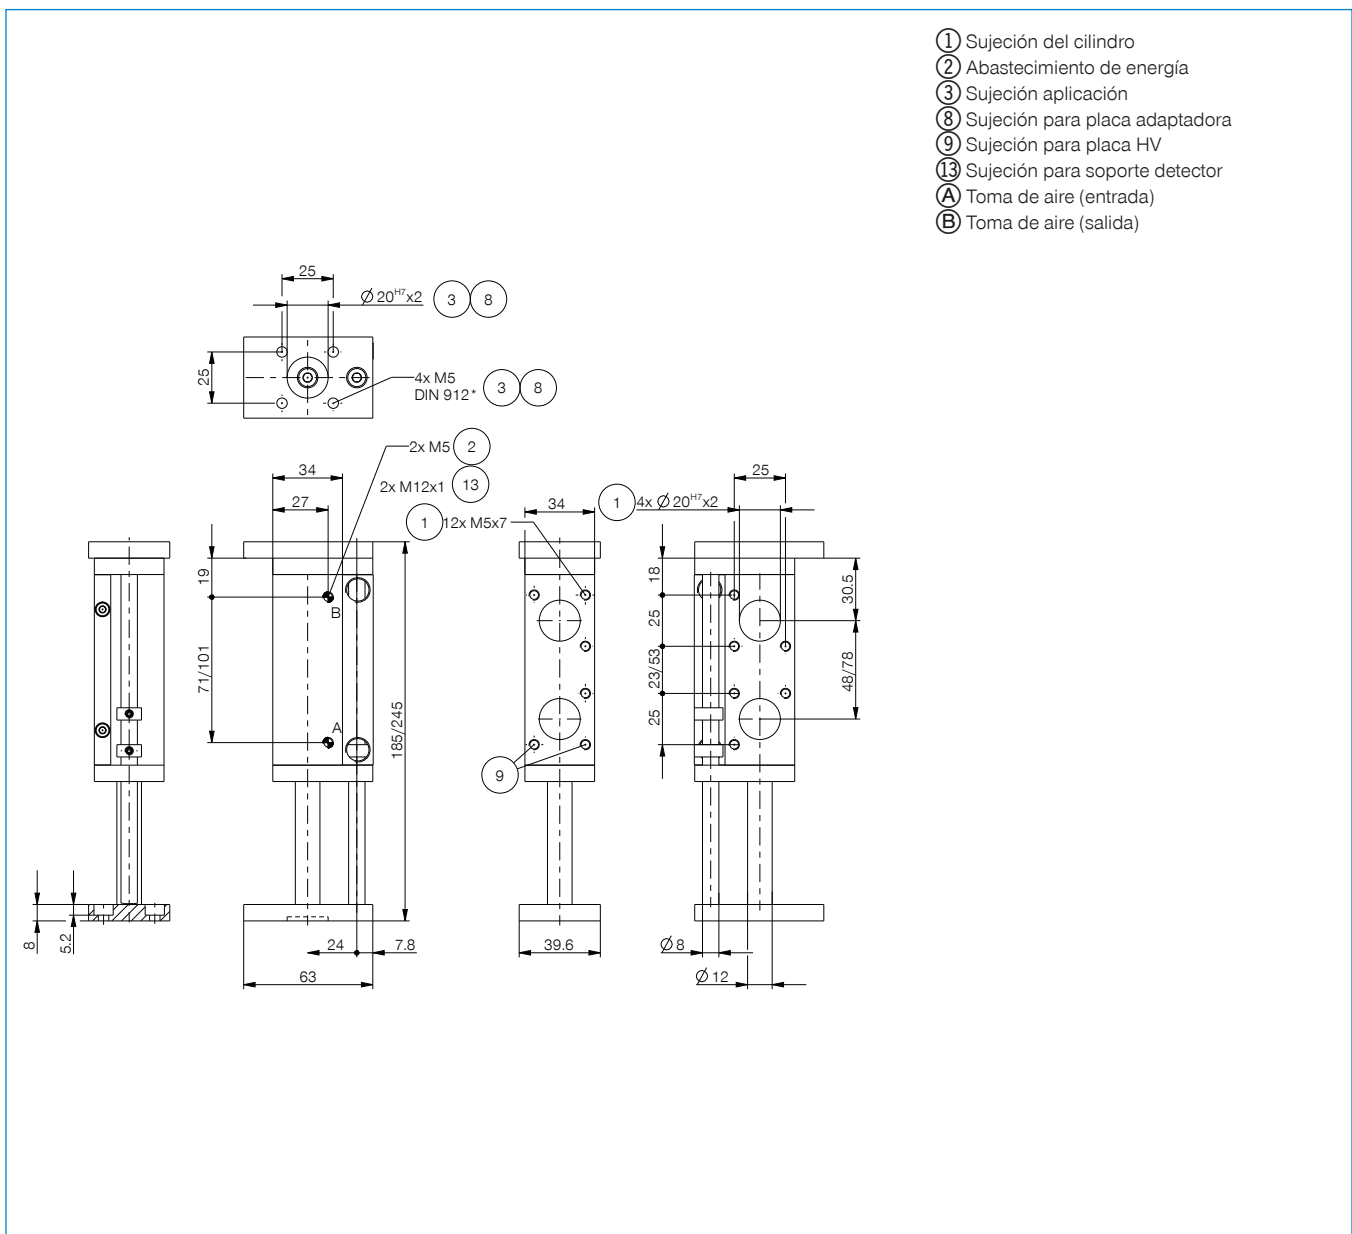 1 Sujeción del cilindro
2 Abastecimiento de energía
3 Sujeción aplicación
8 Sujeción para placa adaptadora
9 Sujeción para placa HV
13 Sujeción para soporte detector
A Toma de aire (entrada)
B Toma de aire (salida)
25
Ø 20H7x2 3 8
25
4x M5
DIN 912* 3 8
2x M5 2
34
27
2x M12x1 13
1 12x M5x7
34
1 4x Ø 20H7x2
25
19
B
71/101
A
185/245
18
25
23/53
25
30.5
48/78
9
8
5.2
24
7.8
63
39.6
Ø 8
Ø 12